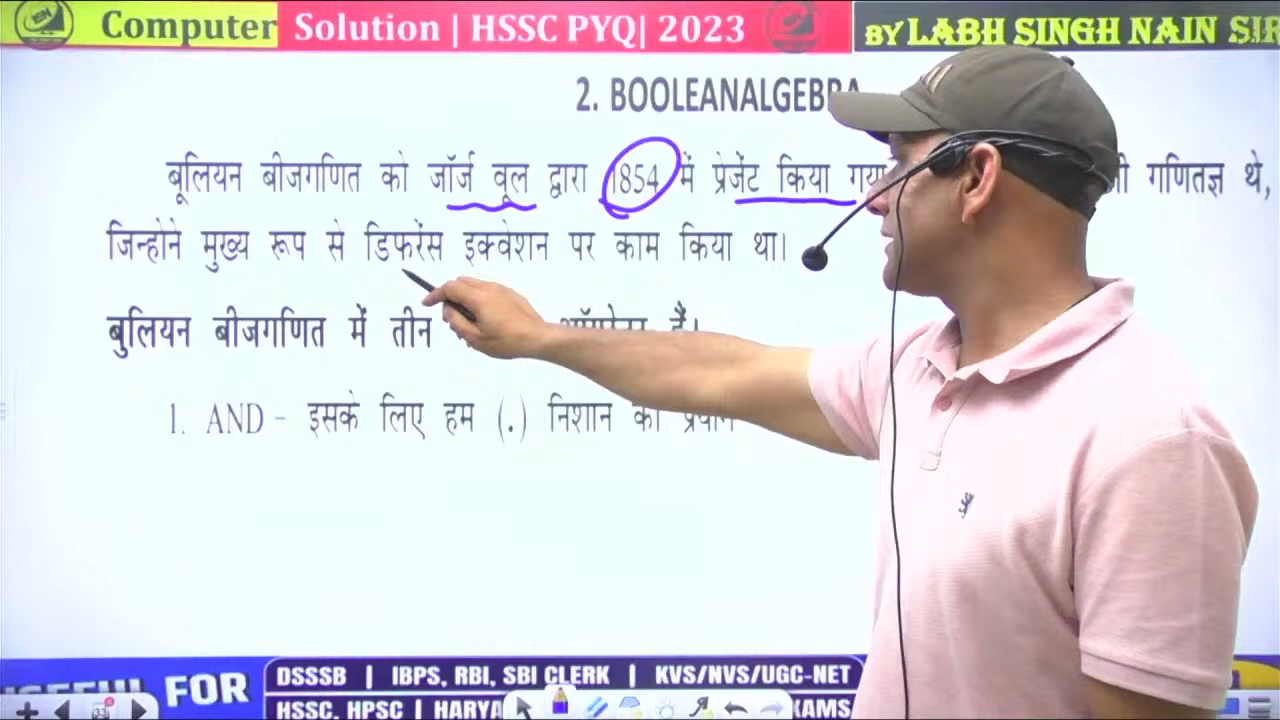 Computer Solution | HSSC PYQ| 2023 BY LABH SINGH NAIN SIR
2. BOOLEANALGEBRA
बूलियन बीजगणित को जॉर्ज वूल द्वारा 1854 में प्रेजेंट किया गया गणितज्ञ थे,
जिन्होने मुख्य रूप से डिफरेंस इक्वेशन पर काम किया था।
बुलियन बीजगणित में तीन हैं।
1. AND - इसके लिए हम (.) निशान का
FOR DSSSB | IBPS, RBI, SBI CLERK | KVS/NVS/UGC-NET
HSSC, HPSC |